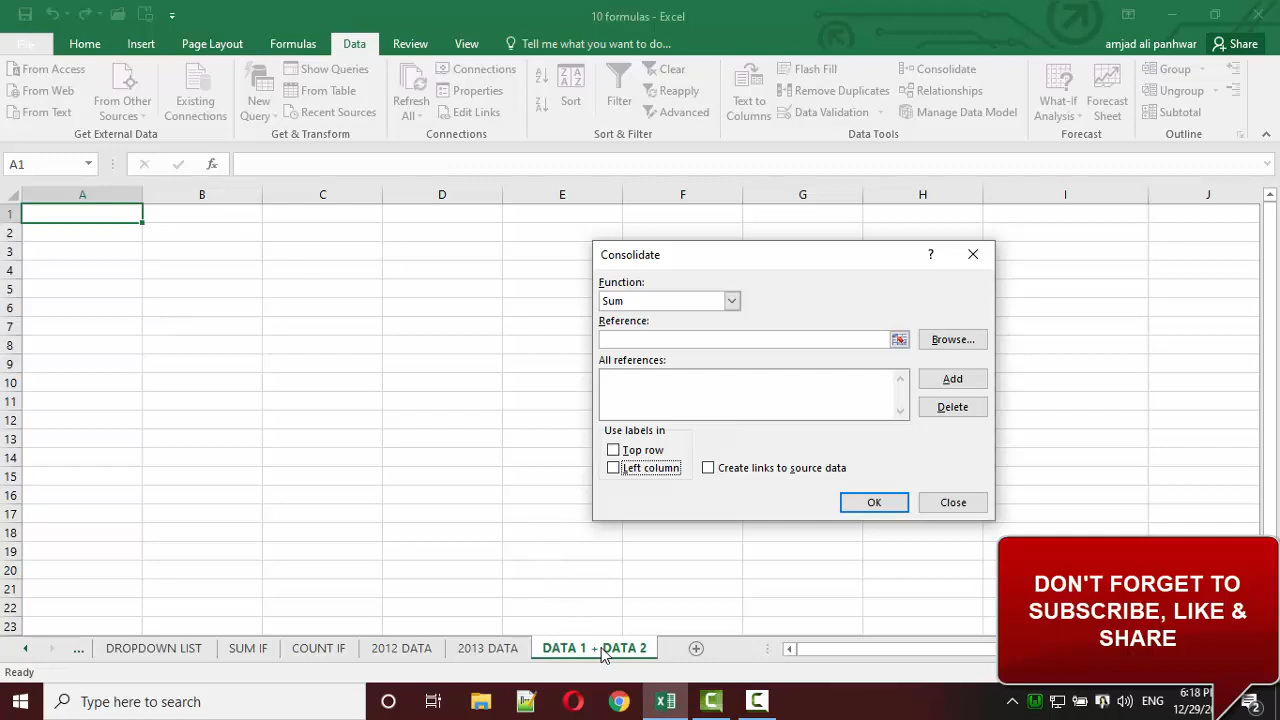 10 formulas - Excel
File Home Insert Page Layout Formulas Data Review View Tell me what you want to do... amjad ali panwhar Share
From Access
From Web
From Text
From Other
Sources
Existing
Connections
Get External Data
New
Query
Show Queries
From Table
Recent Sources
Get & Transform
Refresh
All
Connections
Properties
Edit Links
Connections
Sort
Filter
Clear
Reapply
Advanced
Sort & Filter
Text to
Columns
Flash Fill
Remove Duplicates
Data Validation
Consolidate
Relationships
Manage Data Model
Data Tools
What-If
Analysis
Forecast
Sheet
Forecast
Group
Ungroup
Subtotal
Outline
A1
fx
A B C D E F G H I J
1
2
3
4
5
6
7
8
9
10
11
12
13
14
15
16
17
18
19
20
21
22
23
Consolidate
?
Function:
Sum
Reference:
Browse...
All references:
Add
Delete
Use labels in
Top row
Left column
Create links to source data
OK
Close
DON'T FORGET TO
SUBSCRIBE, LIKE &
SHARE
... DROPDOWN LIST SUM IF COUNT IF 2012 DATA 13 DATA DATA 1 + DATA 2
Ready
Type here to search
ENG
6:18
12/29/2
2